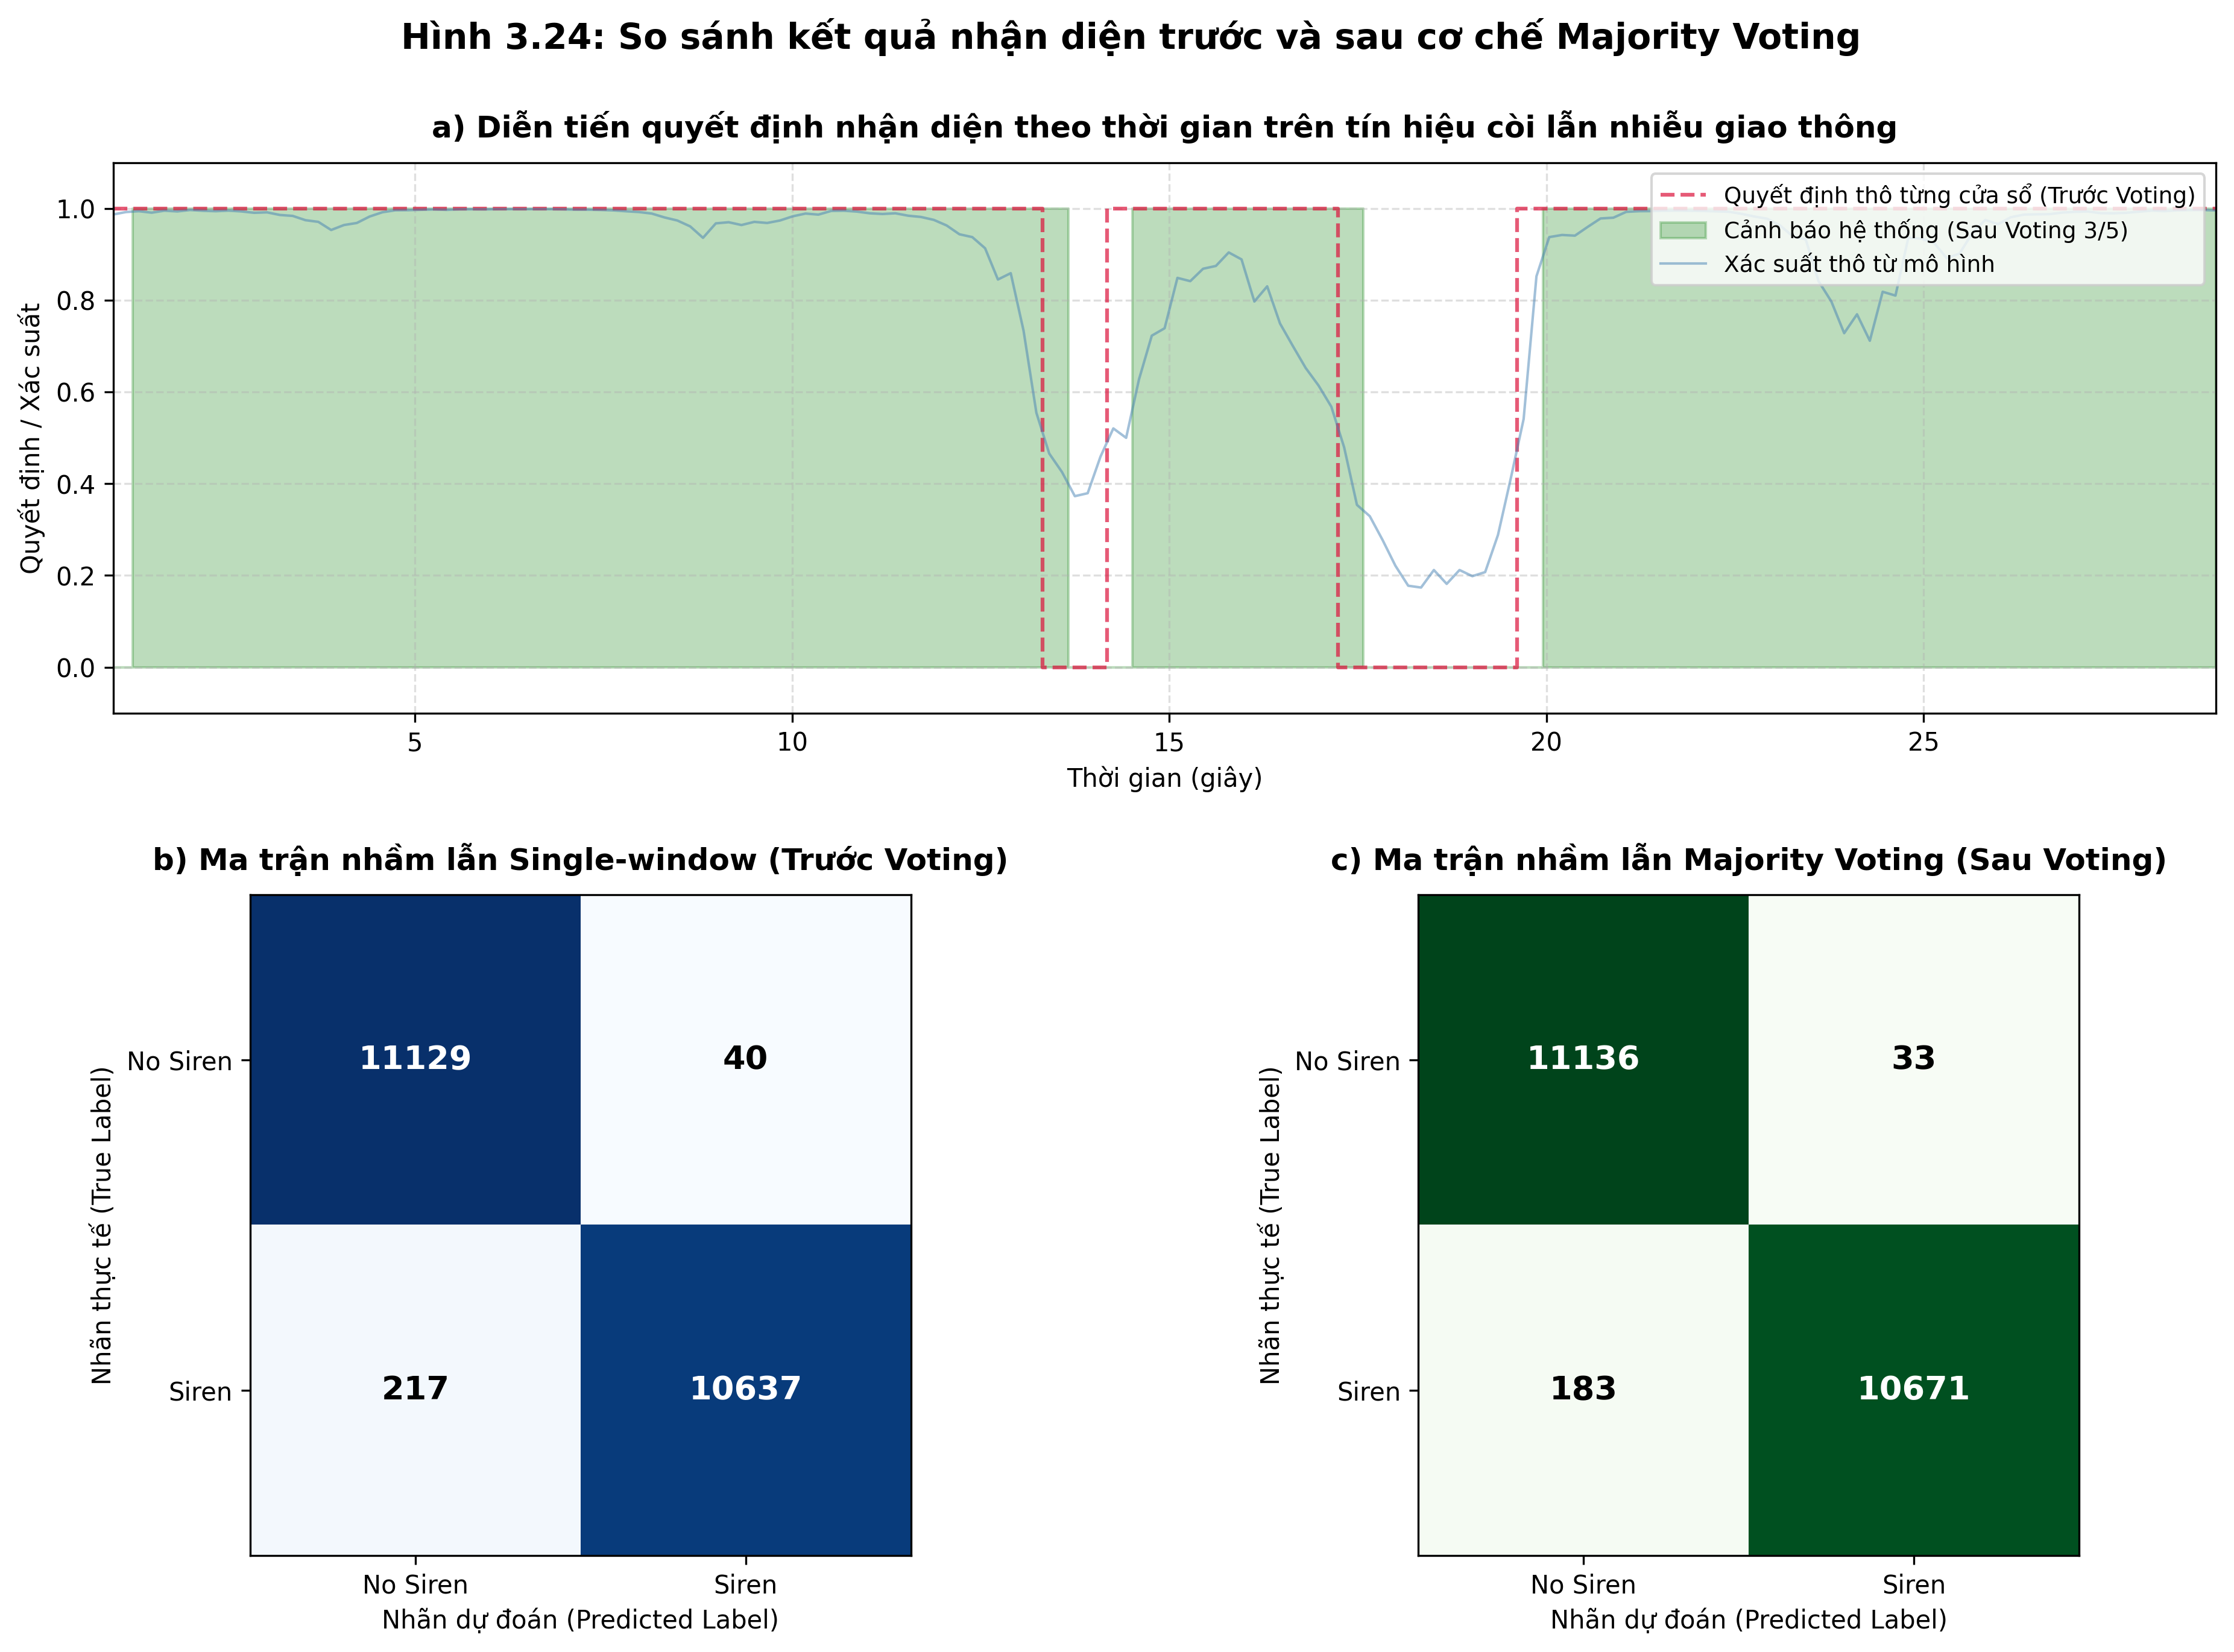 Hình 3.24: So sánh kết quả nhận diện trước và sau cơ chế Majority Voting
a) Diễn tiến quyết định nhận diện theo thời gian trên tín hiệu còi lẫn nhiễu giao thông
Quyết định / Xác suất
1.0
0.8
0.6
0.4
0.2
0.0
Quyết định thô từng cửa sổ (Trước Voting)
Cảnh báo hệ thống (Sau Voting 3/5)
Xác suất thô từ mô hình
5
10
15
20
25
Thời gian (giây)
b) Ma trận nhầm lẫn Single-window (Trước Voting)
Nhãn thực tế (True Label)
No Siren
11129
40
Siren
217
10637
No Siren
Siren
Nhãn dự đoán (Predicted Label)
c) Ma trận nhầm lẫn Majority Voting (Sau Voting)
Nhãn thực tế (True Label)
No Siren
11136
33
Siren
183
10671
No Siren
Siren
Nhãn dự đoán (Predicted Label)